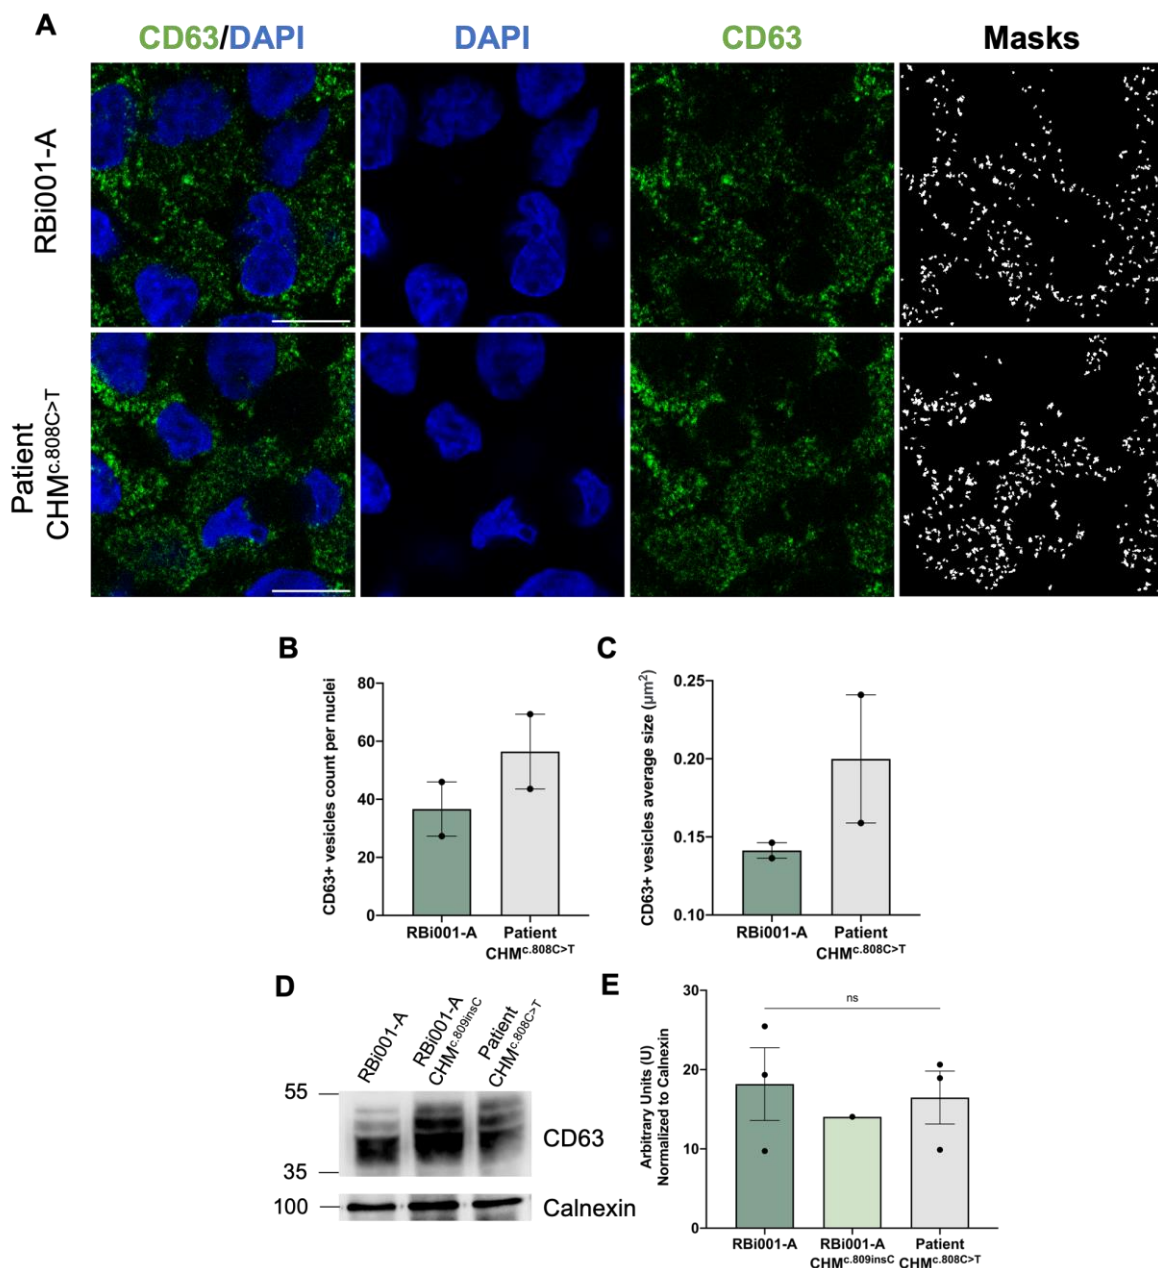 A
CD63/DAPI DAPI CD63 Masks
RBi001-A
Patient
CHMc.808C>T
B
CD63+ vesicles count per nuclei
80
60
40
20
0
RBi001-A Patient
CHMc.808C>T
C
CD63+ vesicles average size (µm²)
0.25
0.20
0.15
0.10
RBi001-A Patient
CHMc.808C>T
D
RBi001-A
RBi001-A
CHMc.809insC
Patient
CHMc.808C>T
55
35
100
CD63
Calnexin
E
Arbitrary Units (U)
Normalized to Calnexin
30
20
10
0
ns
RBi001-A RBi001-A Patient
CHMc.809insC CHMc.808C>T